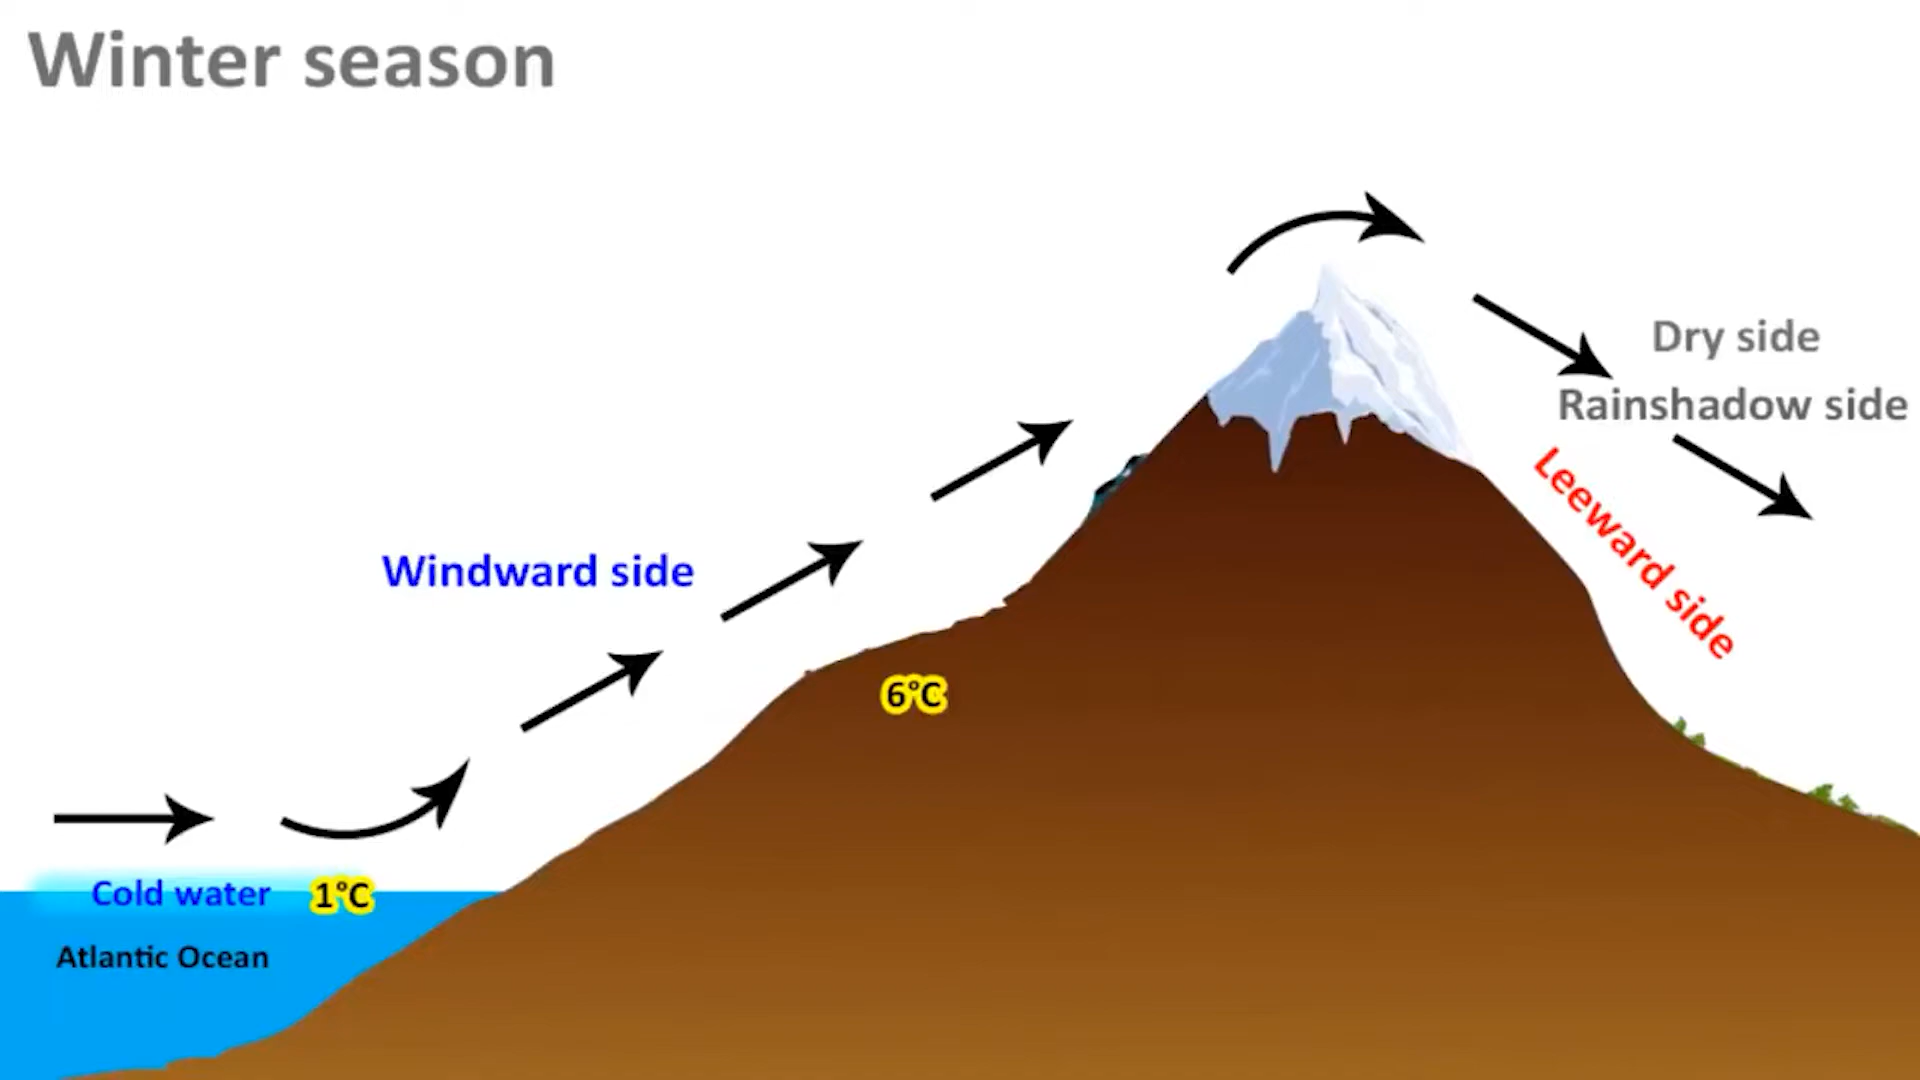 Winter season
Dry side
Rainshadow side
Leeward side
Windward side
6°C
Cold water
1°C
Atlantic Ocean